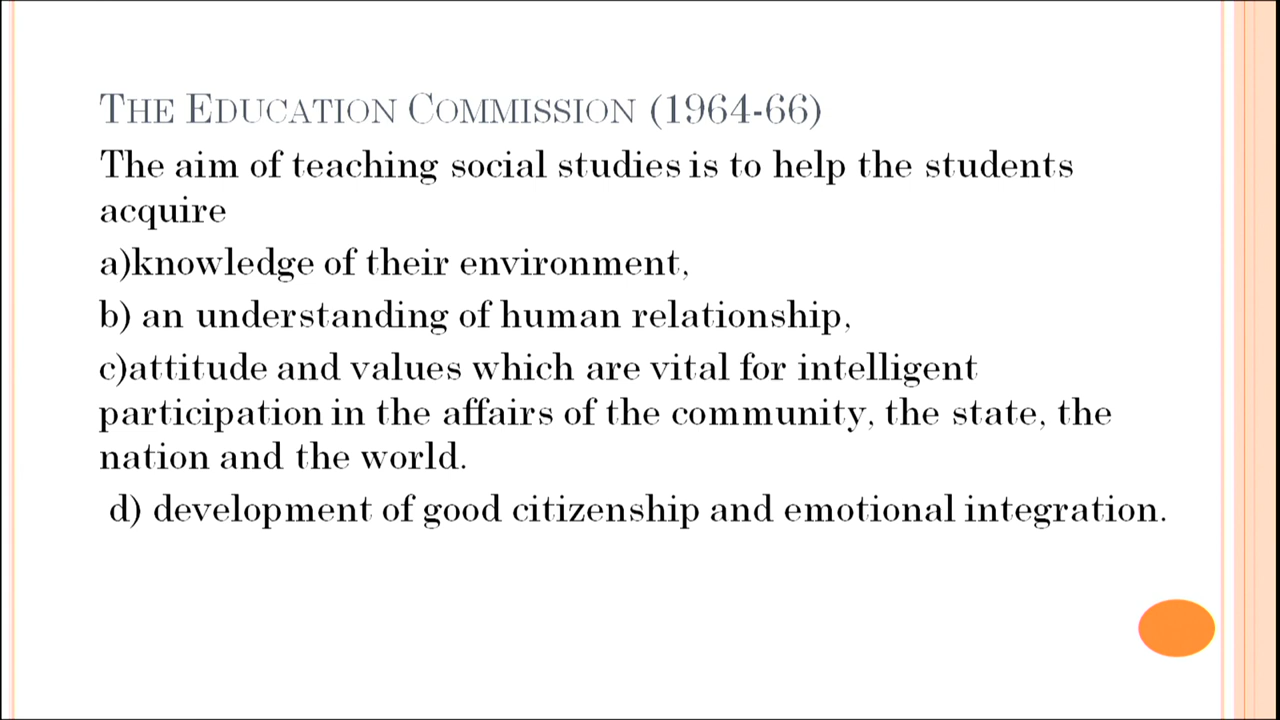 THE EDUCATION COMMISSION (1964-66)
The aim of teaching social studies is to help the students
acquire
a)knowledge of their environment,
b) an understanding of human relationship,
c)attitude and values which are vital for intelligent
participation in the affairs of the community, the state, the
nation and the world.
d) development of good citizenship and emotional integration.